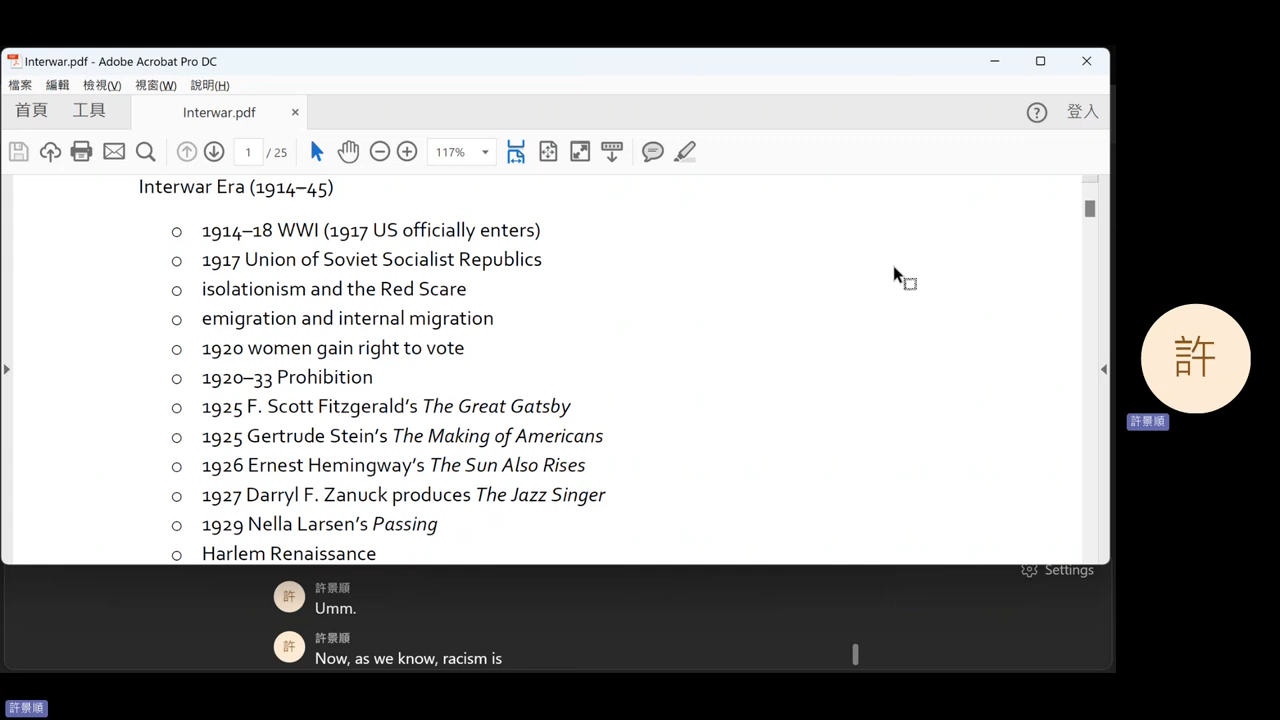 Interwar.pdf - Adobe Acrobat Pro DC
檔案 編輯 檢視(V) 視窗(W) 說明(H)
首頁 工具 Interwar.pdf × ? 登入
1 / 25 117%
Interwar Era (1914–45)
o 1914–18 WWI (1917 US officially enters)
o 1917 Union of Soviet Socialist Republics
o isolationism and the Red Scare
o emigration and internal migration
o 1920 women gain right to vote
o 1920–33 Prohibition
o 1925 F. Scott Fitzgerald's The Great Gatsby
o 1925 Gertrude Stein's The Making of Americans
o 1926 Ernest Hemingway's The Sun Also Rises
o 1927 Darryl F. Zanuck produces The Jazz Singer
o 1929 Nella Larsen's Passing
o Harlem Renaissance
Settings
許 許景順
Umm.
許 許景順
Now, as we know, racism is
許
許景順
許景順